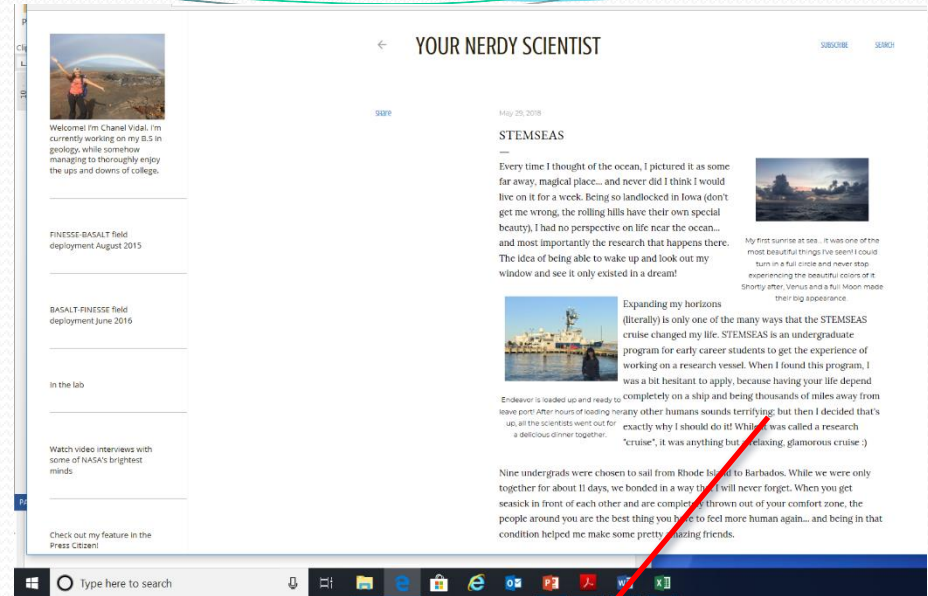 YOUR NERDY SCIENTIST
SUBSCRIBE
SEARCH
Welcome! I'm Chanel Vidal. I'm
currently working on my B.S in
geology, while somehow
managing to thoroughly enjoy
the ups and downs of college.
FINESSE-BASALT field
deployment August 2015
BASALT-FINESSE field
deployment June 2016
In the lab
Watch video interviews with
some of NASA's brightest
minds
Check out my feature in the
Press Citizen!
SHARE
May 29, 2018
STEMSEAS
Every time I thought of the ocean, I pictured it as some
far away, magical place... and never did I think I would
live on it for a week. Being so landlocked in Iowa (don't
get me wrong, the rolling hills have their own special
beauty), I had no perspective on life near the ocean...
and most importantly the research that happens there.
The idea of being able to wake up and look out my
window and see it only existed in a dream!
My first sunrise at sea... It was one of the
most beautiful things I've seen! I could
turn in a full circle and never stop
experiencing the beautiful colors of it.
Shortly after, Venus and a full Moon made
their big appearance.
Expanding my horizons
(literally) is only one of the many ways that the STEMSEAS
cruise changed my life. STEMSEAS is an undergraduate
program for early career students to get the experience of
working on a research vessel. When I found this program, I
was a bit hesitant to apply, because having your life depend
completely on a ship and being thousands of miles away from
any other humans sounds terrifying; but then I decided that's
exactly why I should do it! While it was called a research
"cruise", it was anything but a relaxing, glamorous cruise :)
Endeavor is loaded up and ready to
leave port! After hours of loading her
up, all the scientists went out for
a delicious dinner together.
Nine undergrads were chosen to sail from Rhode Island to Barbados. While we were only
together for about 11 days, we bonded in a way that I will never forget. When you get
seasick in front of each other and are completely thrown out of your comfort zone, the
people around you are the best thing you have to feel more human again... and being in that
condition helped me make some pretty amazing friends.
Type here to search